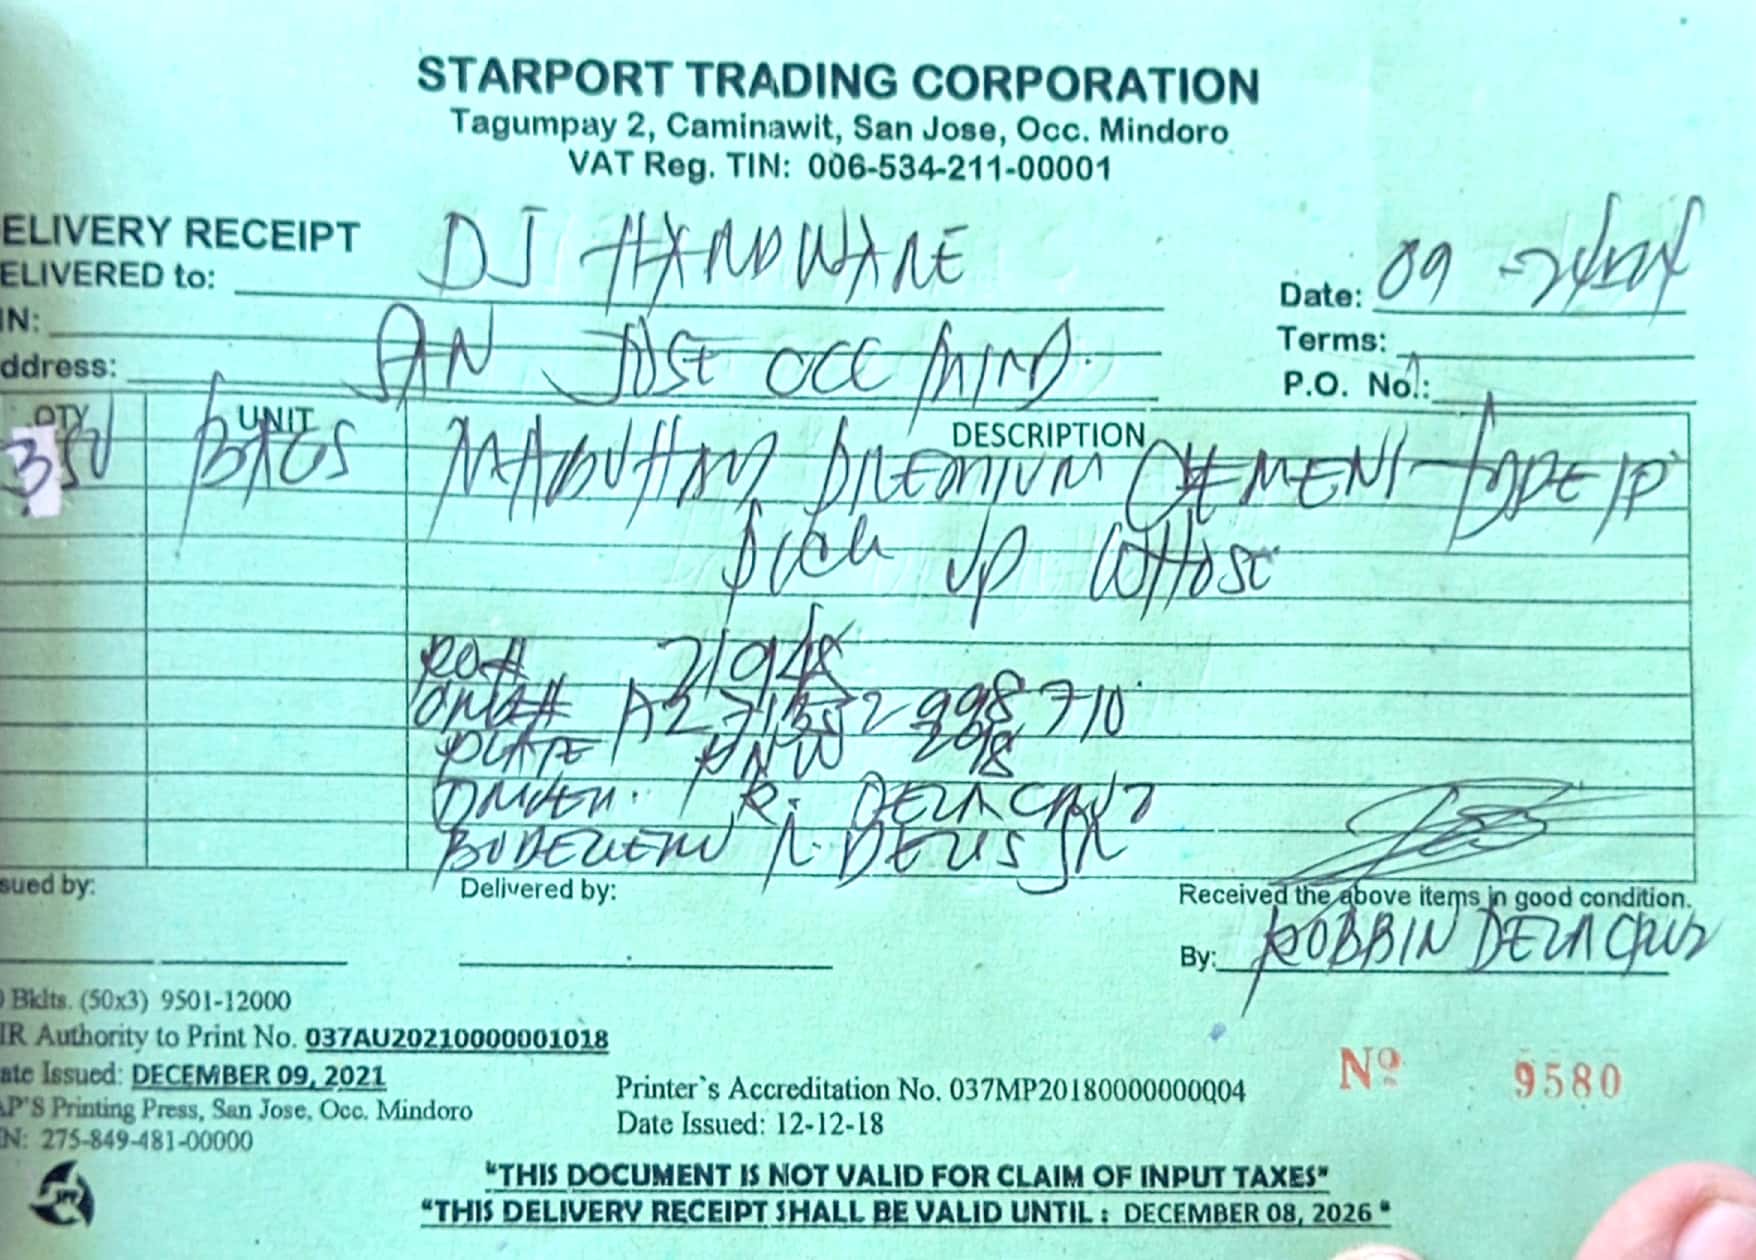 STARPORT TRADING CORPORATION
Tagumpay 2, Caminawit, San Jose, Occ. Mindoro
VAT Reg. TIN: 006-534-211-00001
ELIVERY RECEIPT
ELIVERED to: DJ HARDWARE
Date: 09
IN:
Terms:
ddress: SAN JOSE OCC MIND.
P.O. No.:
QTY UNIT DESCRIPTION
350 BAGS MABUHAY PREMIUM CEMENT TYPE 1P
Pick up WHOSE
21948
PLATE 298
R. DELA CRUZ
JR
sued by:
Delivered by:
Received the above items in good condition.
By: ROBBIN DELA CRUZ
Bklts. (50x3) 9501-12000
IR Authority to Print No. 037AU20210000001018
ate Issued: DECEMBER 09, 2021
AP'S Printing Press, San Jose, Occ. Mindoro
N: 275-849-481-00000
Printer`s Accreditation No. 037MP20180000000004
Date Issued: 12-12-18
Nº 9580
"THIS DOCUMENT IS NOT VALID FOR CLAIM OF INPUT TAXES"
"THIS DELIVERY RECEIPT SHALL BE VALID UNTIL : DECEMBER 08, 2026 "